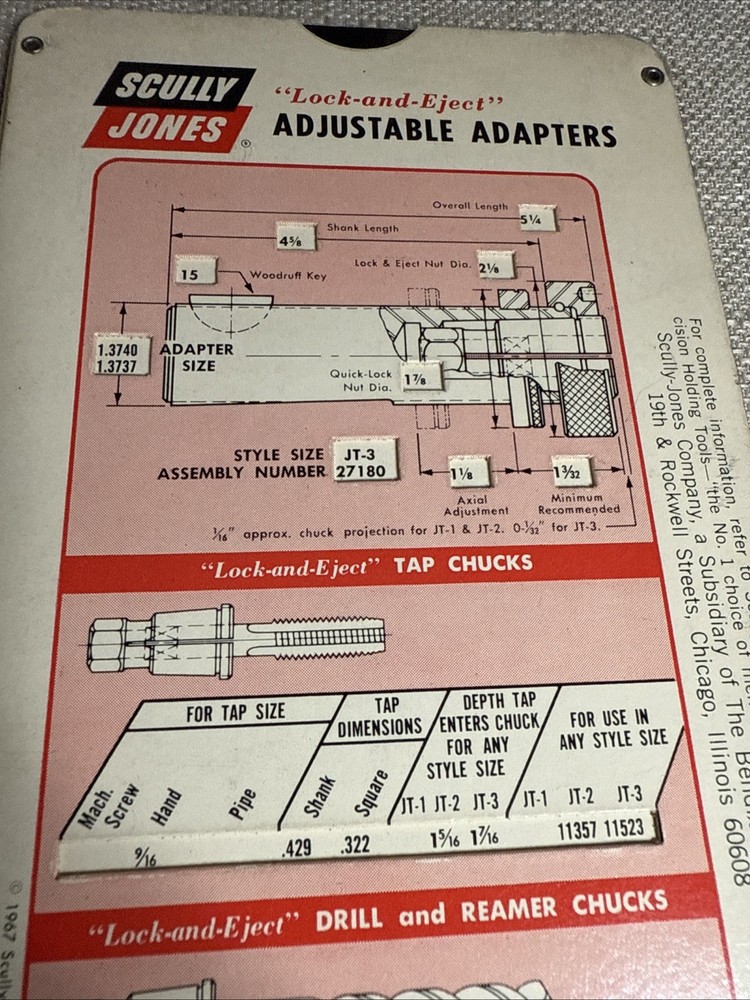 SCULLY
JONES
®
"Lock-and-Eject"
ADJUSTABLE ADAPTERS
Overall Length
5¼
Shank Length
4⅝
Lock & Eject Nut Dia.
2⅛
15
Woodruff Key
1.3740
1.3737
ADAPTER
SIZE
Quick-Lock
Nut Dia.
1⅞
STYLE SIZE JT-3
ASSEMBLY NUMBER 27180
1⅛
1³⁄₃₂
Axial
Adjustment
Minimum
Recommended
¹⁄₁₆" approx. chuck projection for JT-1 & JT-2. 0-¹⁄₃₂" for JT-3.
"Lock-and-Eject" TAP CHUCKS
FOR TAP SIZE
TAP
DIMENSIONS
DEPTH TAP
ENTERS CHUCK
FOR ANY
STYLE SIZE
FOR USE IN
ANY STYLE SIZE
Mach.
Screw
Hand
Pipe
Shank
Square
JT-1 JT-2 JT-3
JT-1 JT-2 JT-3
⁹⁄₁₆ .429 .322 1⁵⁄₁₆ 1⁷⁄₁₆ 11357 11523
"Lock-and-Eject" DRILL and REAMER CHUCKS
For complete information, refer to
cision Holding Tools—"the No. 1 choice of
Scully-Jones Company, a Subsidiary of The
19th & Rockwell Streets, Chicago, Illinois 60608
© 1967 Scully